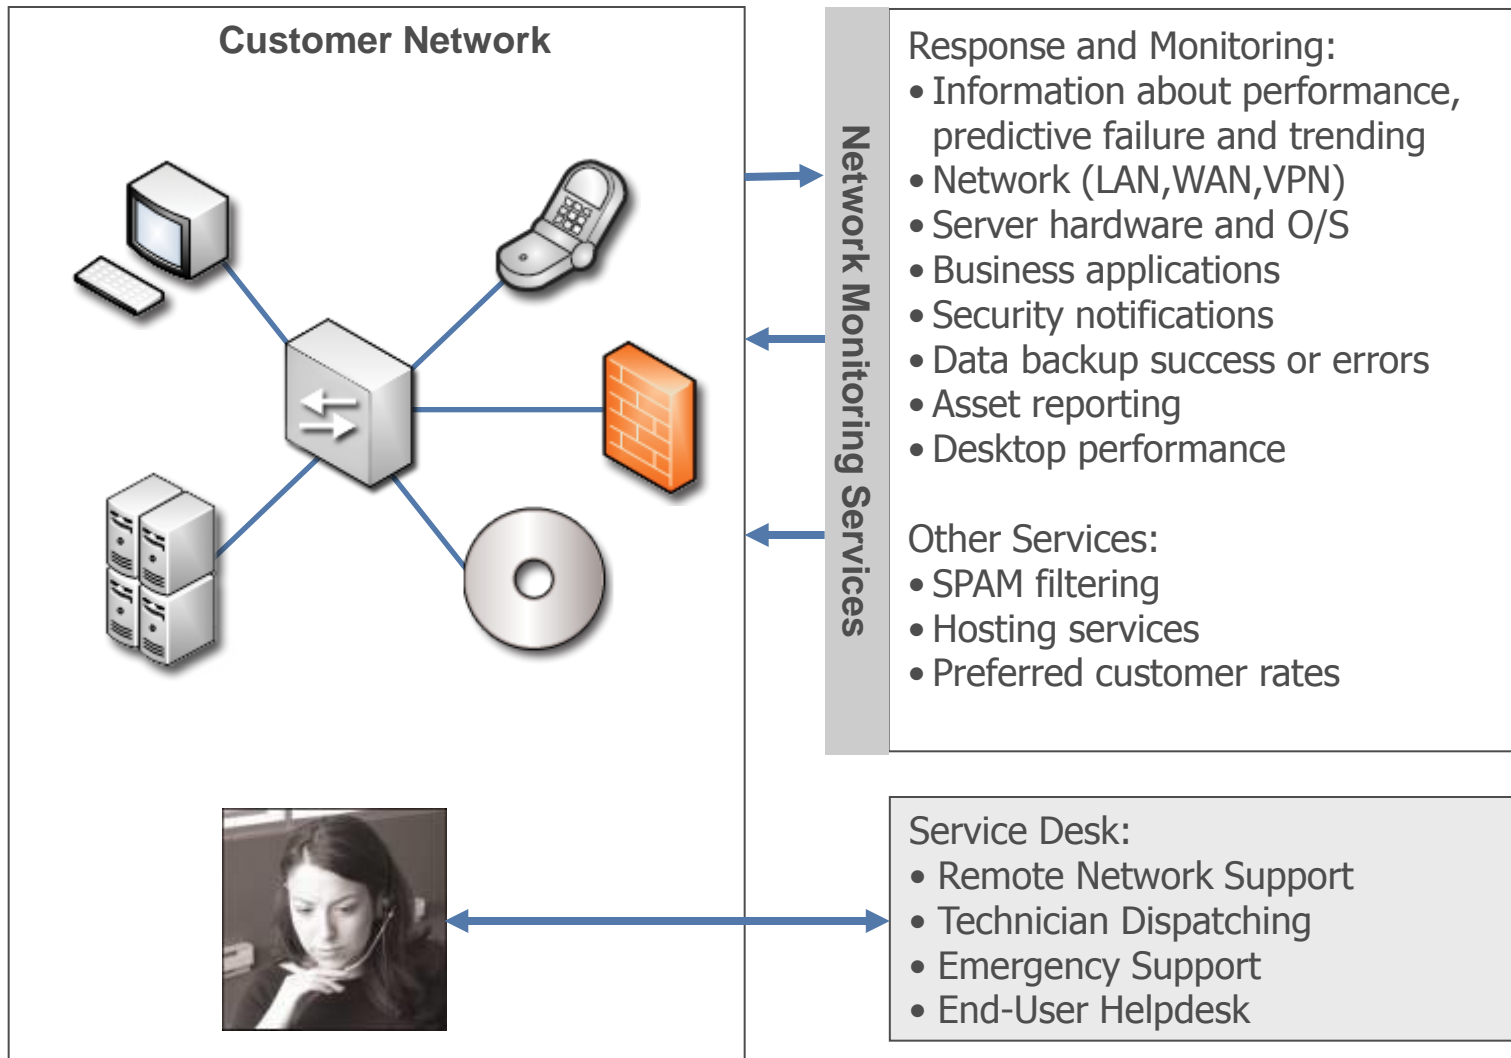 Customer Network
Network Monitoring Services
Response and Monitoring:
• Information about performance,
predictive failure and trending
• Network (LAN,WAN,VPN)
• Server hardware and O/S
• Business applications
• Security notifications
• Data backup success or errors
• Asset reporting
• Desktop performance
Other Services:
• SPAM filtering
• Hosting services
• Preferred customer rates
Service Desk:
• Remote Network Support
• Technician Dispatching
• Emergency Support
• End-User Helpdesk